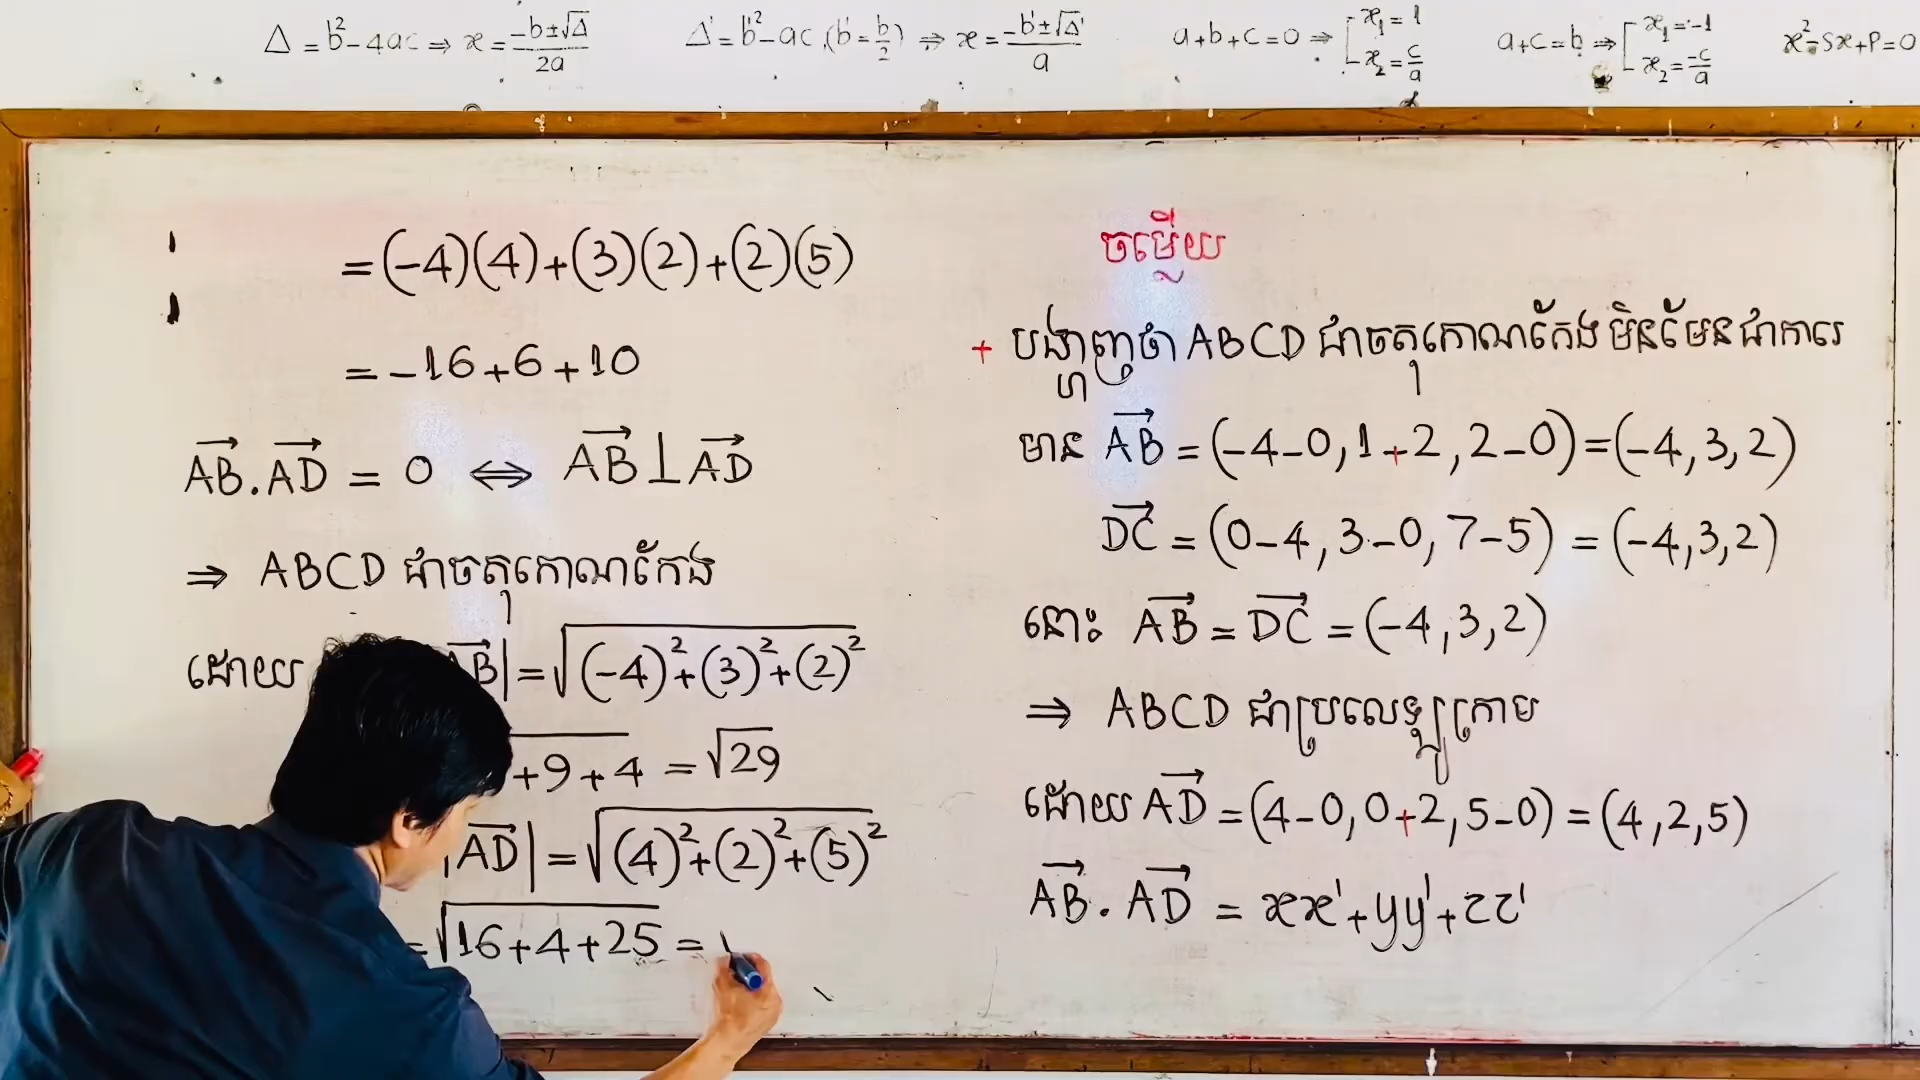 Δ = b² - 4ac ⇒ x = (-b ± √Δ)/2a
Δ' = b'² - ac, (b' = b/2) ⇒ x = (-b' ± √Δ')/a
a + b + c = 0 ⇒ [ x₁ = 1
x₂ = c/a
a + c = b ⇒ [ x₁ = -1
x₂ = -c/a
x² - Sx + P = 0
= (-4)(4) + (3)(2) + (2)(5)
= -16 + 6 + 10
AB⃗ . AD⃗ = 0 ⇔ AB⃗ ⊥ AD⃗
⇒ ABCD ជាចតុកោណកែង
ដោយ AB⃗| = √((-4)² + (3)² + (2)²)
+ 9 + 4 = √29
|AD⃗| = √((4)² + (2)² + (5)²)
= √(16 + 4 + 25) =
ចម្លើយ
+ បង្ហាញថា ABCD ជាចតុកោណកែង មិនមែនជាការេ
មាន AB⃗ = (-4-0, 1+2, 2-0) = (-4, 3, 2)
DC⃗ = (0-4, 3-0, 7-5) = (-4, 3, 2)
នោះ AB⃗ = DC⃗ = (-4, 3, 2)
⇒ ABCD ជាប្រលេឡូក្រាម
ដោយ AD⃗ = (4-0, 0+2, 5-0) = (4, 2, 5)
AB⃗ . AD⃗ = xx' + yy' + zz'